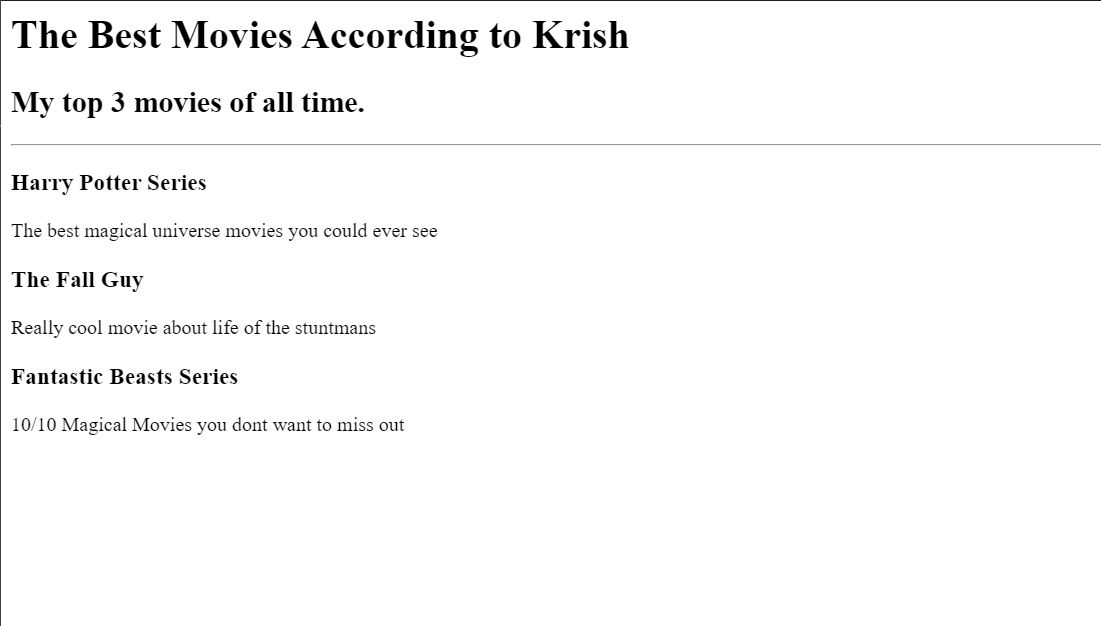 The Best Movies According to Krish
My top 3 movies of all time.
Harry Potter Series
The best magical universe movies you could ever see
The Fall Guy
Really cool movie about life of the stuntmans
Fantastic Beasts Series
10/10 Magical Movies you dont want to miss out